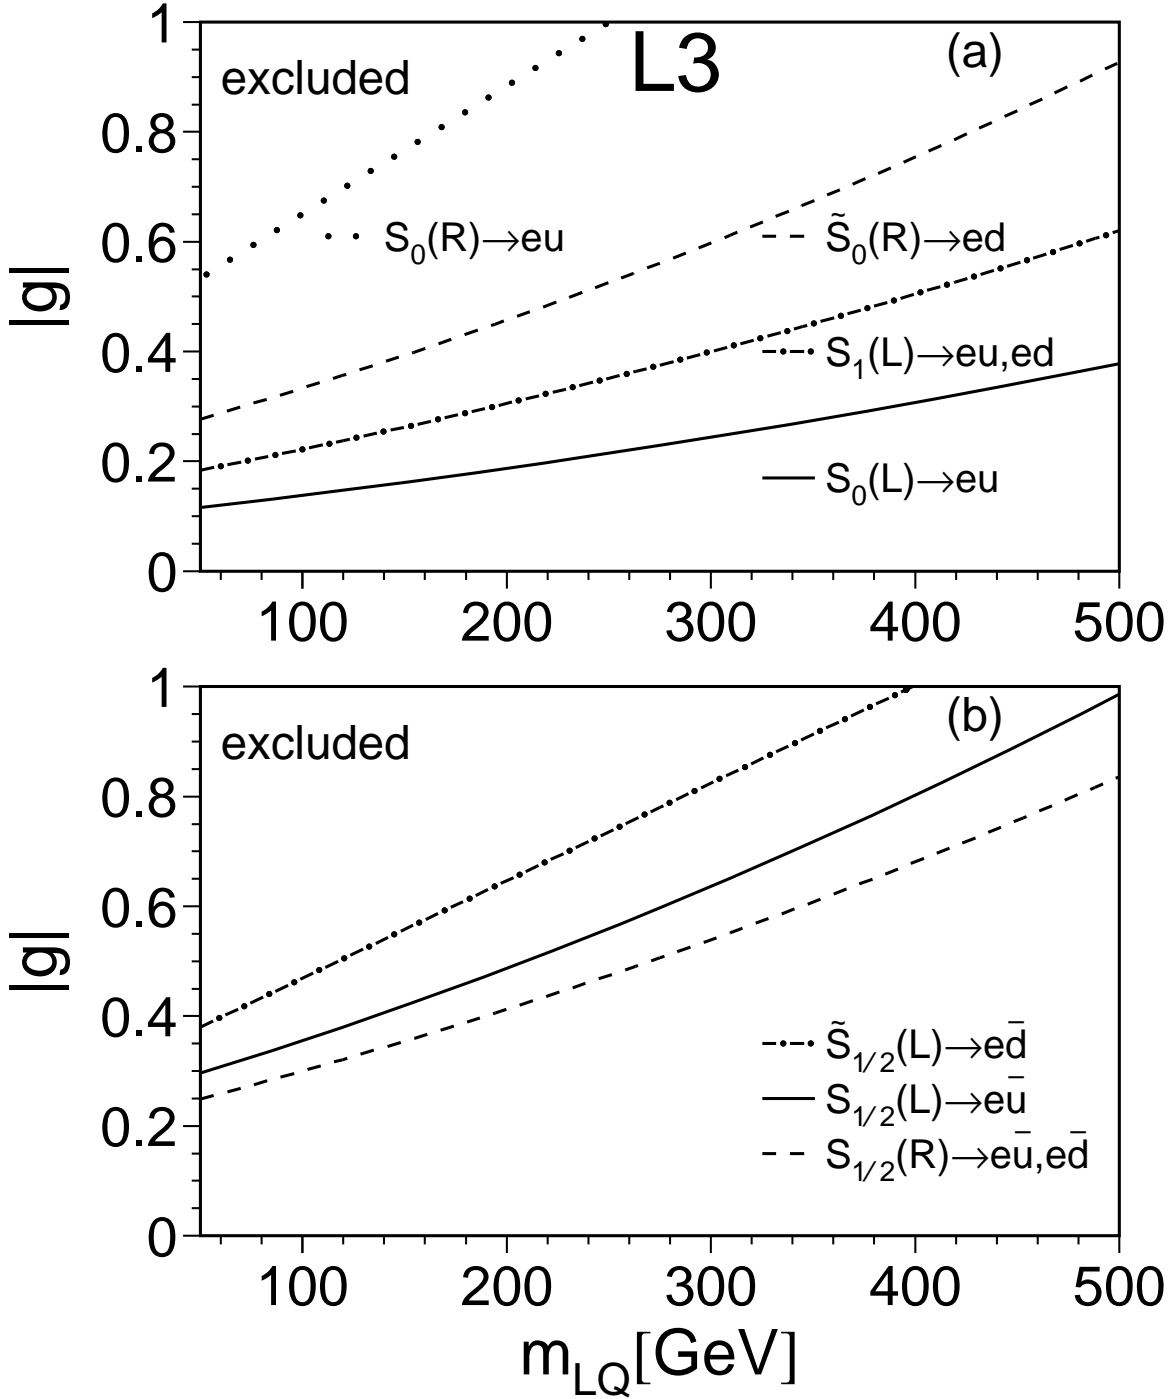 1
L3
(a)
excluded
0.8
S₀(R)→eu
S̃₀(R)→ed
0.6
|g|
0.4
S₁(L)→eu,ed
0.2
S₀(L)→eu
0
100 200 300 400 500
1
(b)
excluded
0.8
0.6
|g|
0.4
S̃₁/₂(L)→ed̄
S₁/₂(L)→eū
0.2
S₁/₂(R)→eū,ed̄
0
100 200 300 400 500
m_LQ[GeV]